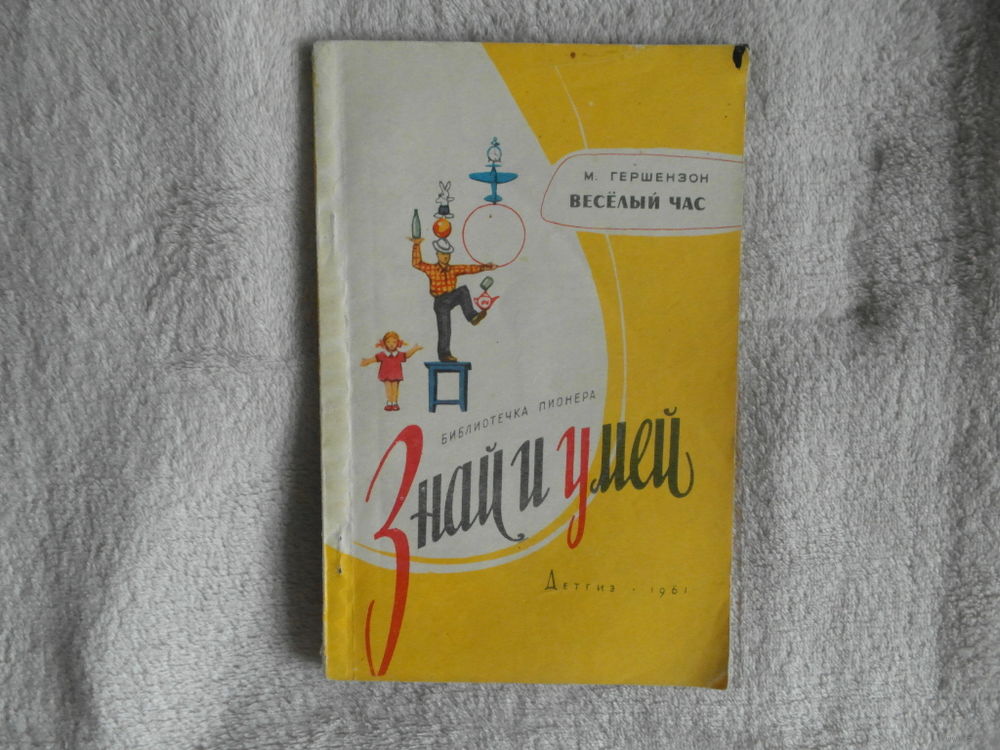 М. ГЕРШЕНЗОН
ВЕСЁЛЫЙ ЧАС
БИБЛИОТЕЧКА ПИОНЕРА
Знай и умей
ДЕТГИЗ · 1961